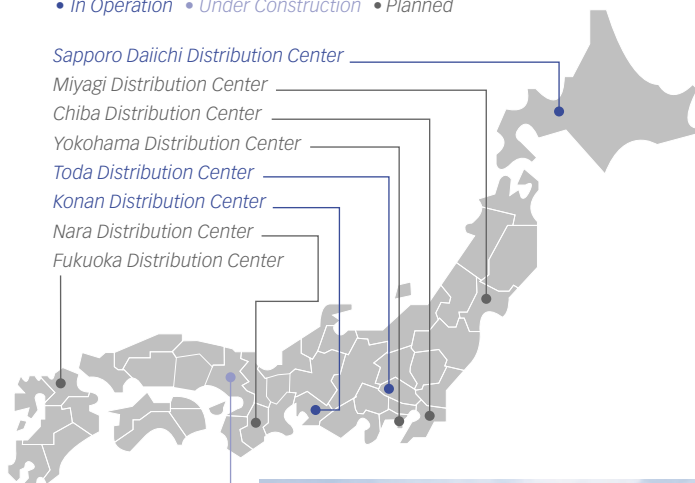 • In Operation • Under Construction • Planned
Sapporo Daiichi Distribution Center
Miyagi Distribution Center
Chiba Distribution Center
Yokohama Distribution Center
Toda Distribution Center
Konan Distribution Center
Nara Distribution Center
Fukuoka Distribution Center